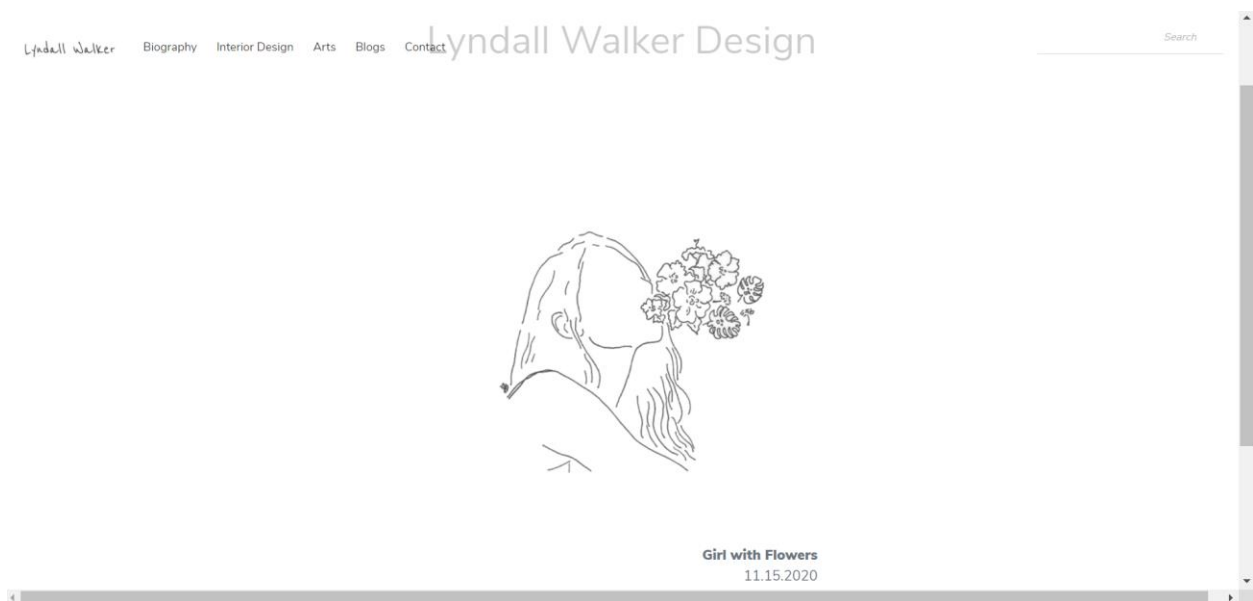 Lyndall Walker Design
Lyndall Walker Biography Interior Design Arts Blogs Contact Search
Girl with Flowers
11.15.2020